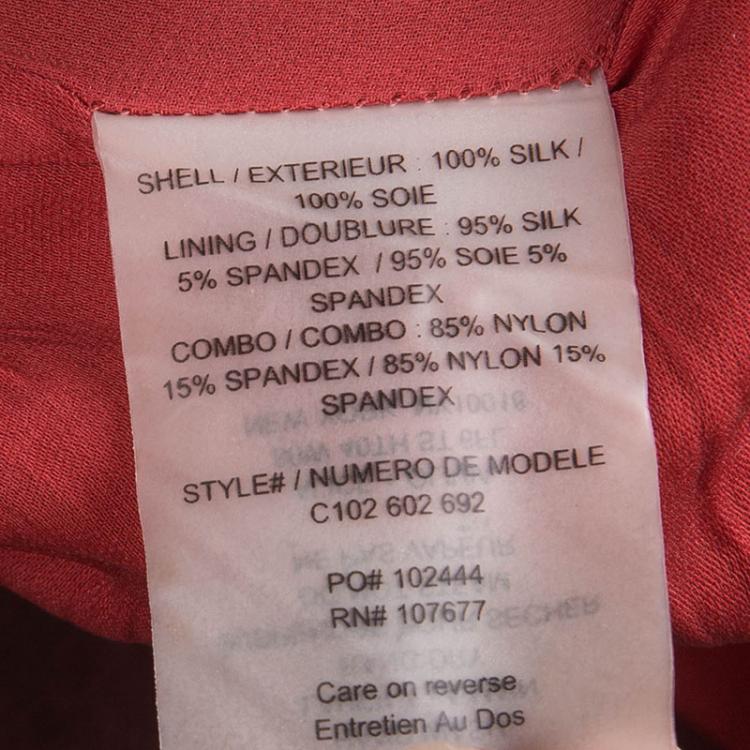 SHELL / EXTERIEUR : 100% SILK /
100% SOIE
LINING / DOUBLURE : 95% SILK
5% SPANDEX / 95% SOIE 5%
SPANDEX
COMBO / COMBO : 85% NYLON
15% SPANDEX / 85% NYLON 15%
SPANDEX
STYLE# / NUMERO DE MODELE
C102 602 692
PO# 102444
RN# 107677
Care on reverse
Entretien Au Dos